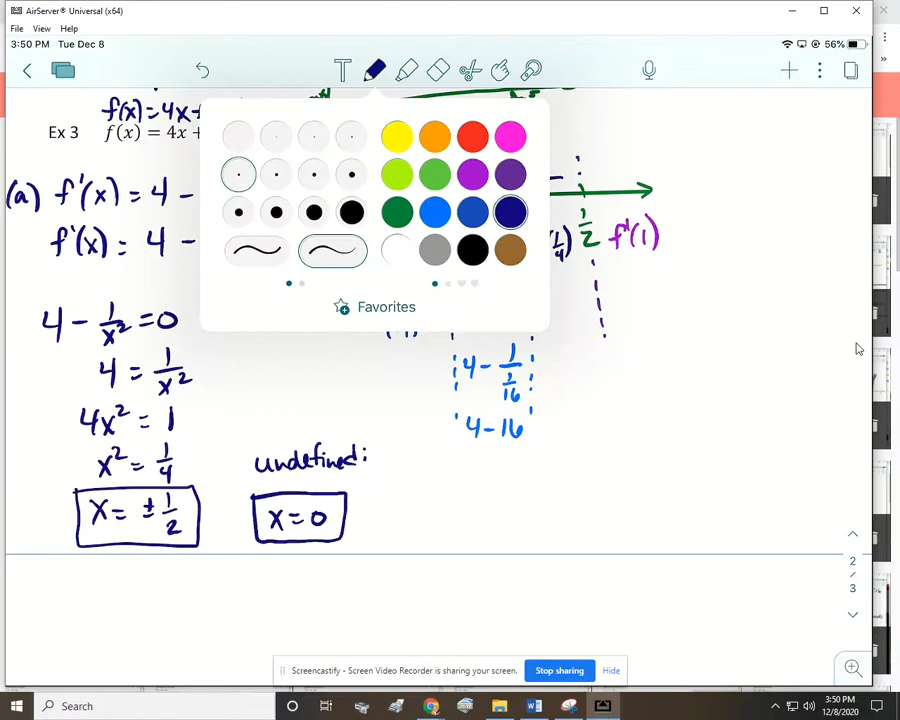 AirServer Universal (x64)
File View Help
3:50 PM Tue Dec 8
56%
f(x)=4x+
Ex 3 f(x) = 4x +
(a) f'(x) = 4 -
f'(x) = 4 -
1/2 f'(1)
Favorites
4 - 1/x² = 0
4 = 1/x²
4x² = 1
x² = 1/4
x = ± 1/2
4 - 1/(1/16)
4 - 16
undefined:
x = 0
2
/
3
Screencastify - Screen Video Recorder is sharing your screen.
Stop sharing
Hide
Search
3:50 PM
12/8/2020